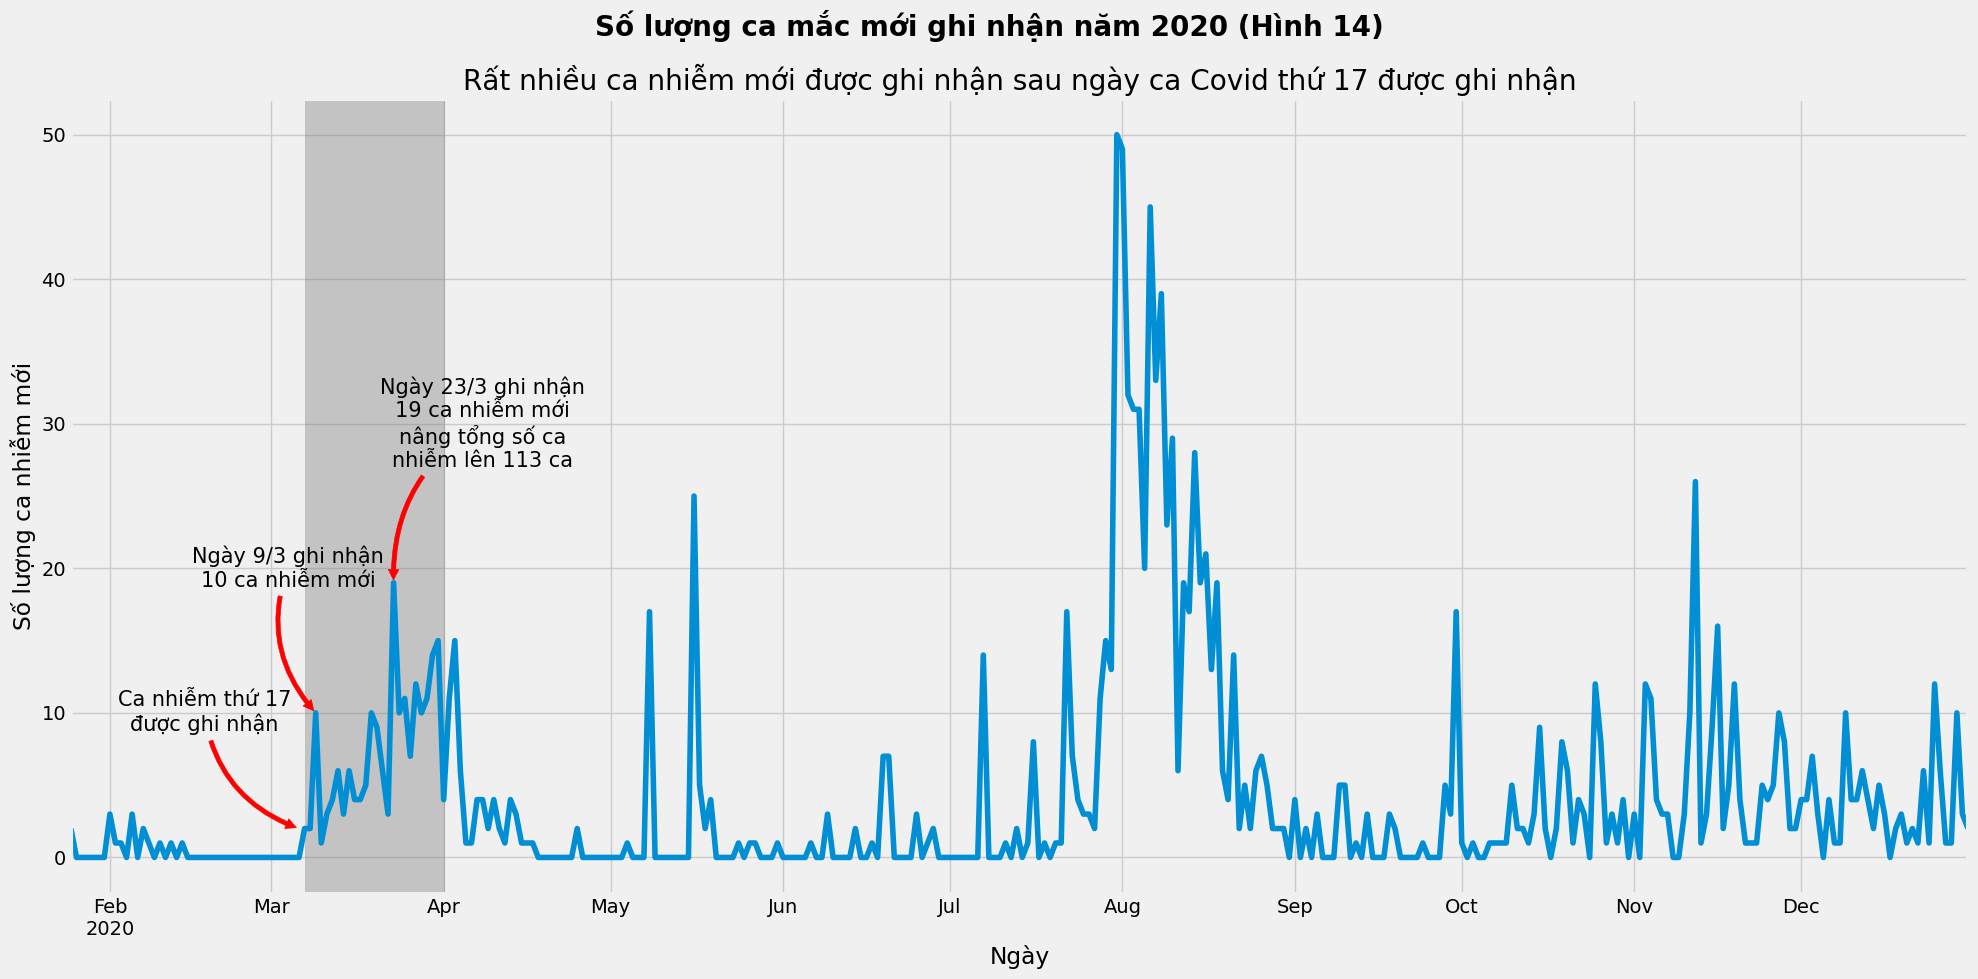 Số lượng ca mắc mới ghi nhận năm 2020 (Hình 14)
Rất nhiều ca nhiễm mới được ghi nhận sau ngày ca Covid thứ 17 được ghi nhận
50
40
30
20
10
0
Số lượng ca nhiễm mới
Ngày 23/3 ghi nhận
19 ca nhiễm mới
nâng tổng số ca
nhiễm lên 113 ca
Ngày 9/3 ghi nhận
10 ca nhiễm mới
Ca nhiễm thứ 17
được ghi nhận
Feb Mar Apr May Jun Jul Aug Sep Oct Nov Dec
2020
Ngày